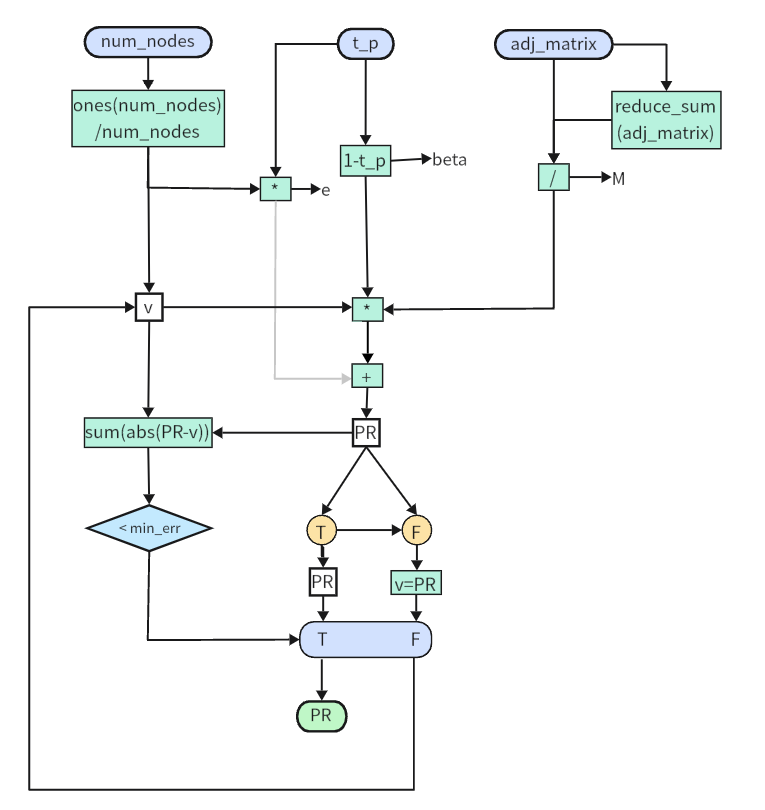 num_nodes
t_p
adj_matrix
ones(num_nodes)
/num_nodes
reduce_sum
(adj_matrix)
1-t_p
beta
*
e
/
M
v
*
+
sum(abs(PR-v))
PR
< min_err
T
F
PR
v=PR
T
F
PR